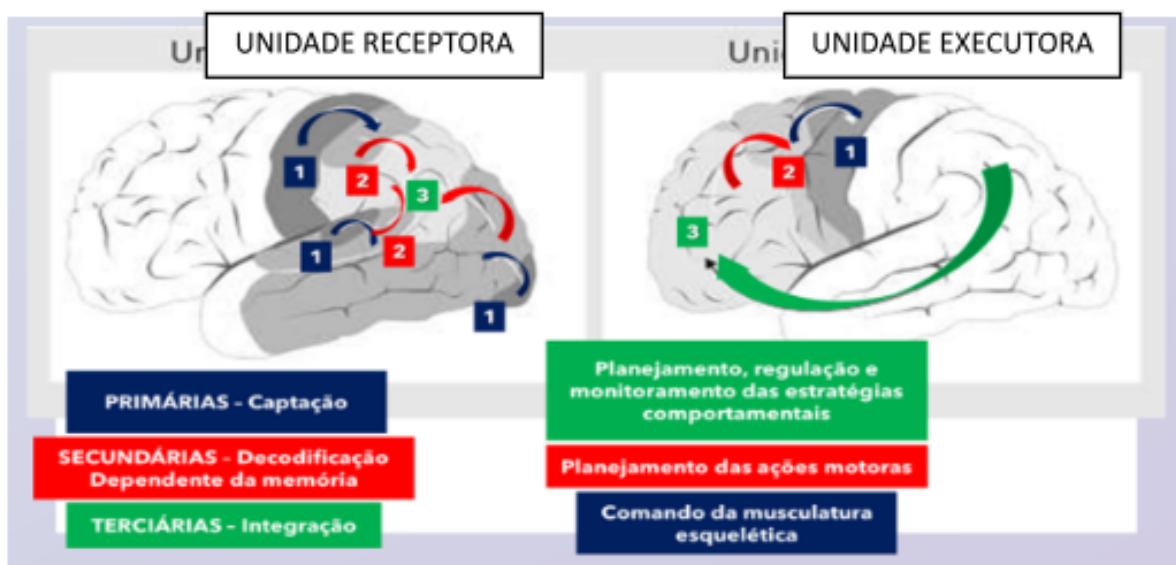 UNIDADE RECEPTORA
UNIDADE EXECUTORA
1
2
3
1
2
1
2
1
3
PRIMÁRIAS – Captação
SECUNDÁRIAS – Decodificação
Dependente da memória
TERCIÁRIAS – Integração
Planejamento, regulação e
monitoramento das estratégias
comportamentais
Planejamento das ações motoras
Comando da musculatura
esquelética